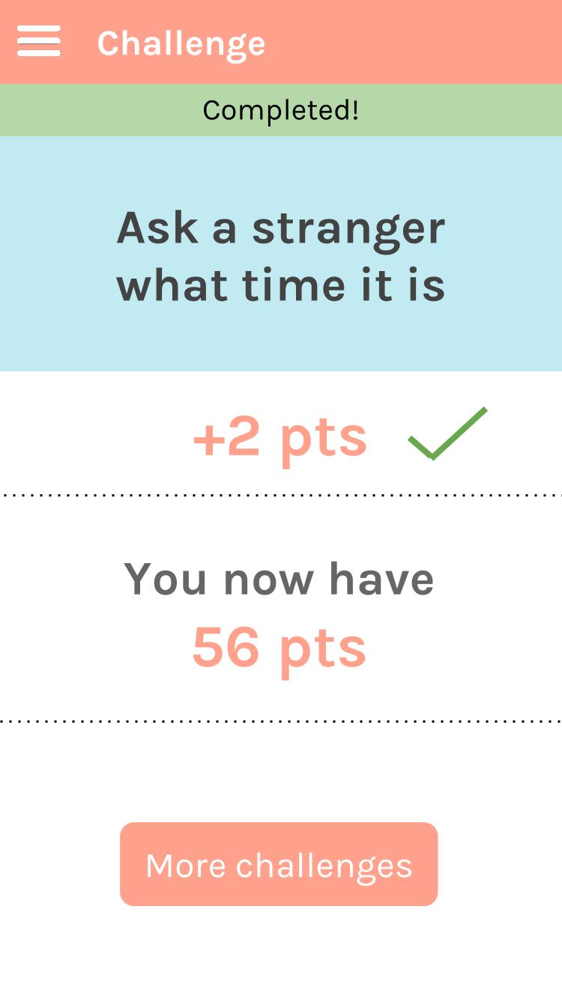 Challenge
Completed!
Ask a stranger
what time it is
+2 pts
You now have
56 pts
More challenges